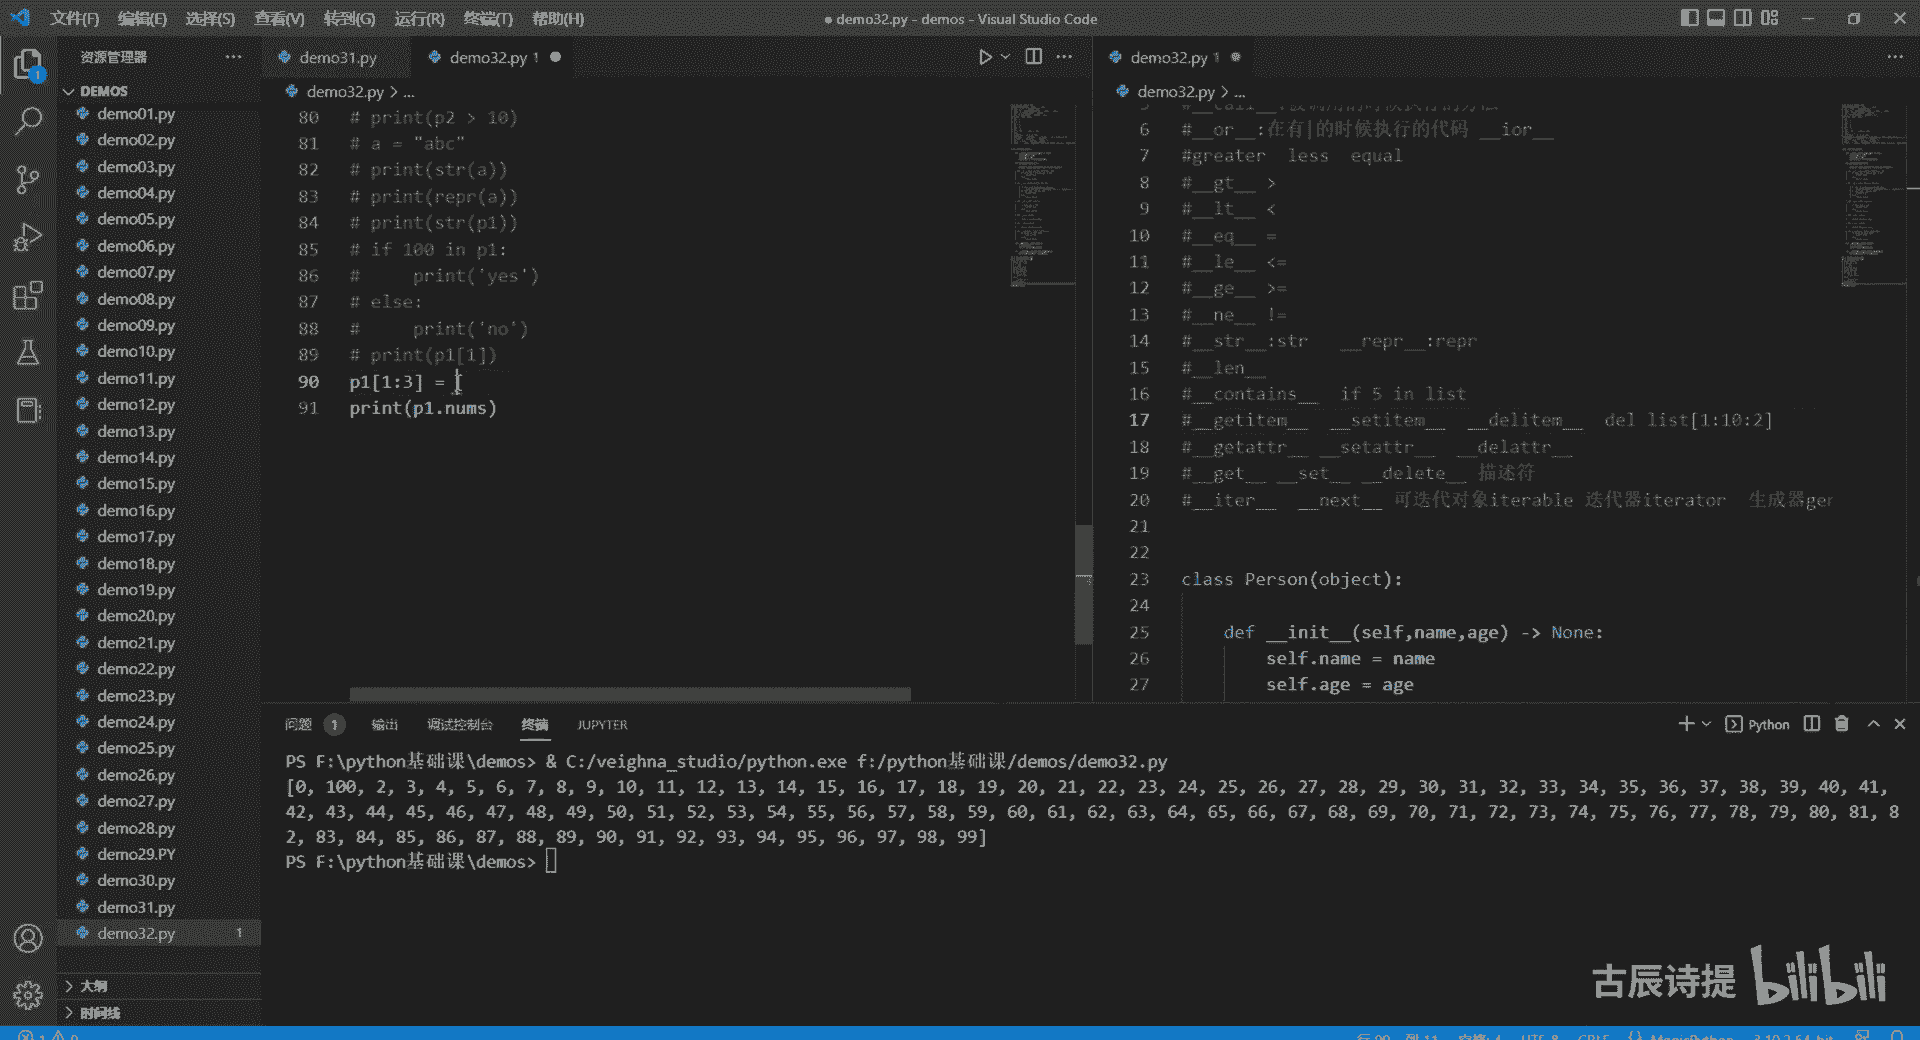 文件(F) 编辑(E) 选择(S) 查看(V) 转到(G) 运行(R) 终端(T) 帮助(H)
● demo32.py - demos - Visual Studio Code
资源管理器
1
DEMOS
demo01.py
demo02.py
demo03.py
demo04.py
demo05.py
demo06.py
demo07.py
demo08.py
demo09.py
demo10.py
demo11.py
demo12.py
demo13.py
demo14.py
demo15.py
demo16.py
demo17.py
demo18.py
demo19.py
demo20.py
demo21.py
demo22.py
demo23.py
demo24.py
demo25.py
demo26.py
demo27.py
demo28.py
demo29.PY
demo30.py
demo31.py
demo32.py 1
大纲
时间线
demo31.py demo32.py 1 ●
demo32.py > ...
80 # print(p2 > 10)
81 # a = "abc"
82 # print(str(a))
83 # print(repr(a))
84 # print(str(p1))
85 # if 100 in p1:
86 #     print('yes')
87 # else:
88 #     print('no')
89 # print(p1[1])
90 p1[1:3] = [
91 print(p1.nums)
demo32.py 1 ●
demo32.py > ...
6 #__or__:在有|的时候执行的代码 __ior__
7 #greater  less  equal
8 #__gt__ >
9 #__lt__ <
10 #__eq__ =
11 #__le__ <=
12 #__ge__ >=
13 #__ne__ !=
14 #__str__:str   __repr__:repr
15 #__len__
16 #__contains__  if 5 in list
17 #__getitem__  __setitem__  __delitem__  del list[1:10:2]
18 #__getattr__ __setattr__  __delattr__
19 #__get__ __set__ __delete__ 描述符
20 #__iter__  __next__ 可迭代对象iterable 迭代器iterator  生成器ger
21
22
23 class Person(object):
24
25     def __init__(self,name,age) -> None:
26         self.name = name
27         self.age = age
问题 1 输出 调试控制台 终端 JUPYTER
Python
PS F:\python基础课\demos> & C:/veighna_studio/python.exe f:/python基础课/demos/demo32.py
[0, 100, 2, 3, 4, 5, 6, 7, 8, 9, 10, 11, 12, 13, 14, 15, 16, 17, 18, 19, 20, 21, 22, 23, 24, 25, 26, 27, 28, 29, 30, 31, 32, 33, 34, 35, 36, 37, 38, 39, 40, 41,
42, 43, 44, 45, 46, 47, 48, 49, 50, 51, 52, 53, 54, 55, 56, 57, 58, 59, 60, 61, 62, 63, 64, 65, 66, 67, 68, 69, 70, 71, 72, 73, 74, 75, 76, 77, 78, 79, 80, 81, 8
2, 83, 84, 85, 86, 87, 88, 89, 90, 91, 92, 93, 94, 95, 96, 97, 98, 99]
PS F:\python基础课\demos>
古辰诗提 bilibili